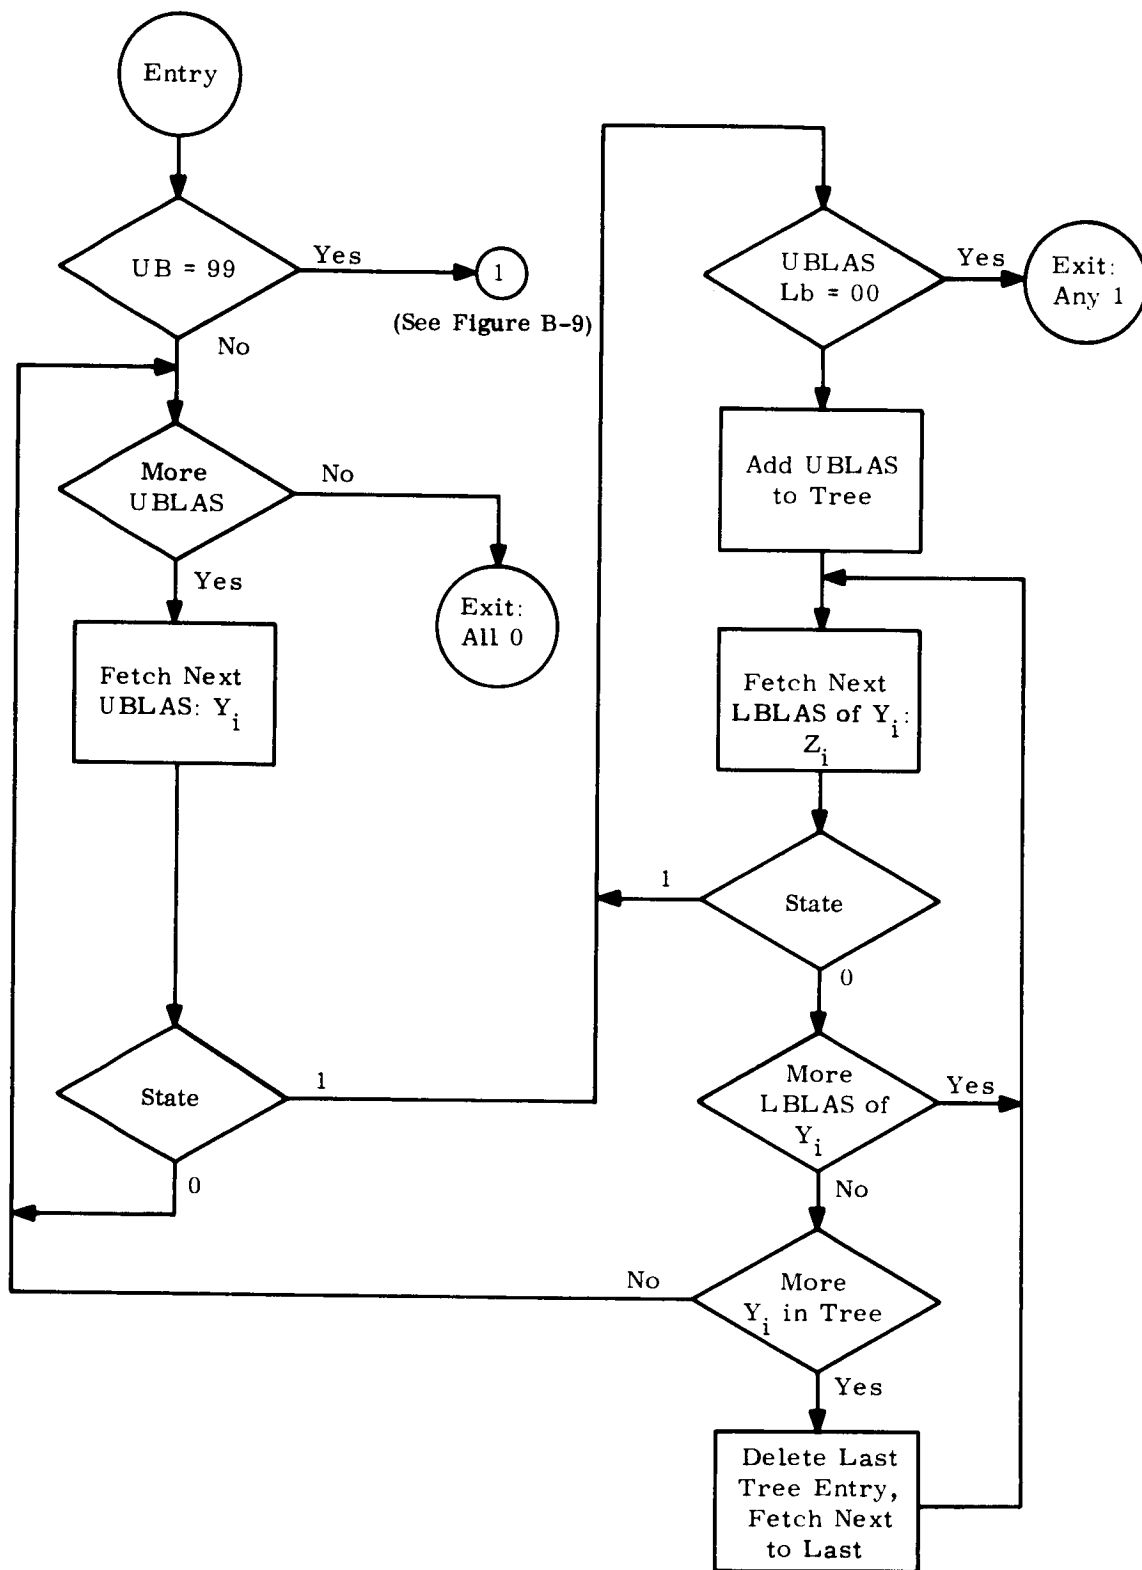 Entry
UB = 99
Yes
1
(See Figure B-9)
No
More
UBLAS
No
Yes
Exit:
All 0
Fetch Next
UBLAS: Yi
State
1
0
UBLAS
Lb = 00
Yes
Exit:
Any 1
Add UBLAS
to Tree
Fetch Next
LBLAS of Yi:
Zi
1
State
0
More
LBLAS of
Yi
Yes
No
No
More
Yi in Tree
Yes
Delete Last
Tree Entry,
Fetch Next
to Last